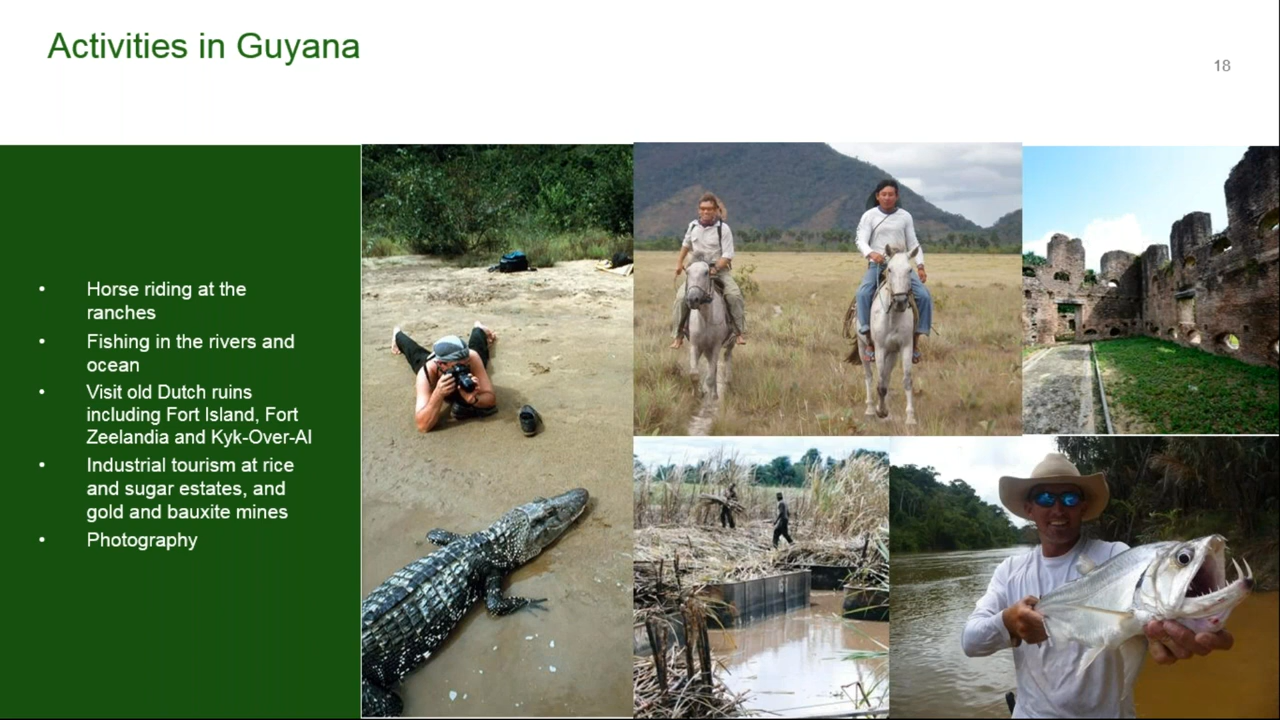 Activities in Guyana
18
• Horse riding at the
ranches
• Fishing in the rivers and
ocean
• Visit old Dutch ruins
including Fort Island, Fort
Zeelandia and Kyk-Over-Al
• Industrial tourism at rice
and sugar estates, and
gold and bauxite mines
• Photography